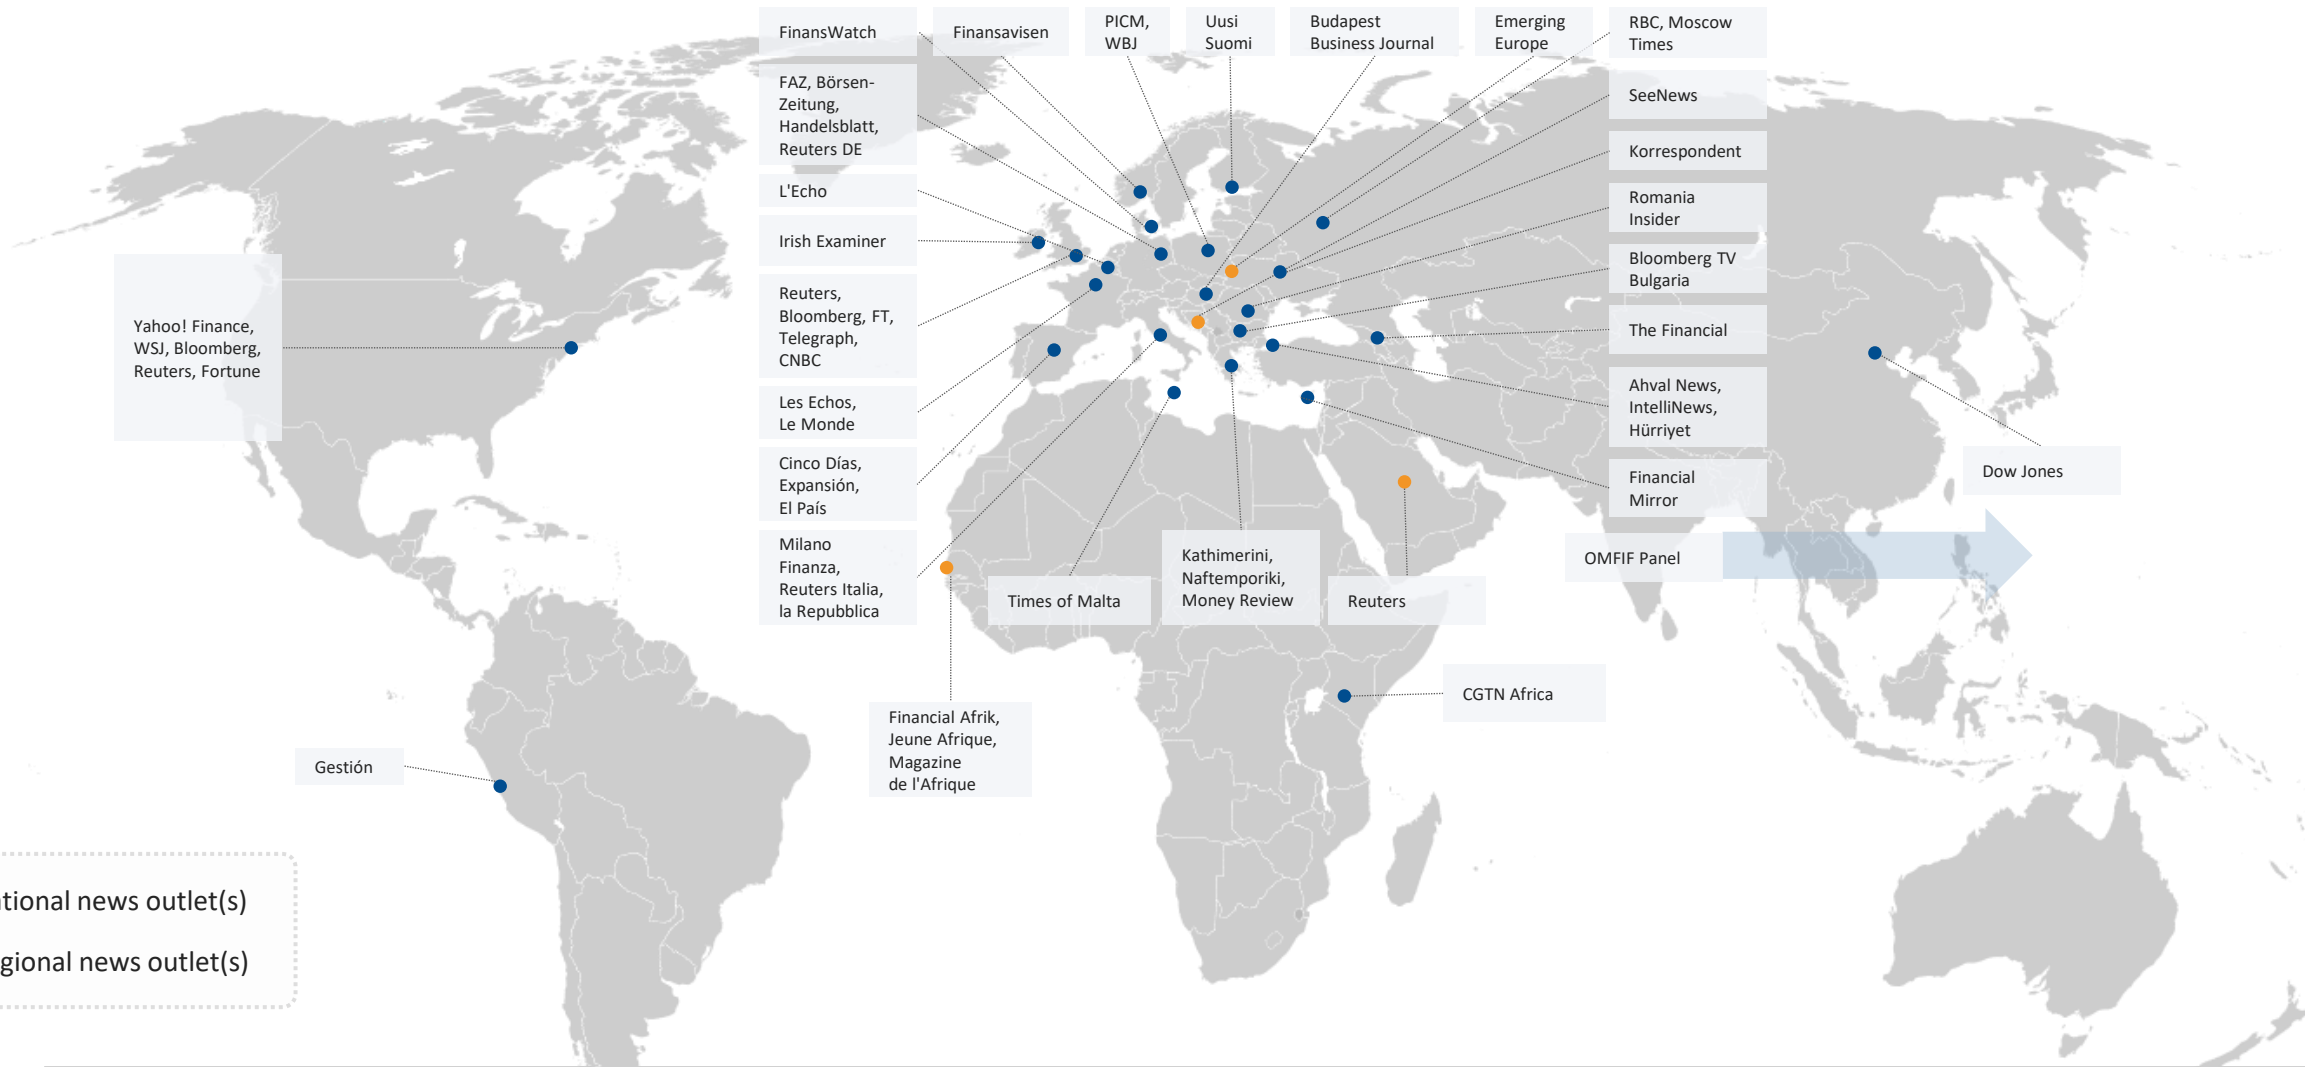 FinansWatch
Finansavisen
PICM,
WBJ
Uusi
Suomi
Budapest
Business Journal
Emerging
Europe
RBC, Moscow
Times
FAZ, Börsen-
Zeitung,
Handelsblatt,
Reuters DE
SeeNews
Korrespondent
L'Echo
Romania
Insider
Irish Examiner
Bloomberg TV
Bulgaria
Yahoo! Finance,
WSJ, Bloomberg,
Reuters, Fortune
Reuters,
Bloomberg, FT,
Telegraph,
CNBC
The Financial
Les Echos,
Le Monde
Ahval News,
IntelliNews,
Hürriyet
Cinco Días,
Expansión,
El País
Financial
Mirror
Dow Jones
Milano
Finanza,
Reuters Italia,
la Repubblica
Times of Malta
Kathimerini,
Naftemporiki,
Money Review
Reuters
OMFIF Panel
CGTN Africa
Financial Afrik,
Jeune Afrique,
Magazine
de l'Afrique
Gestión
tional news outlet(s)
gional news outlet(s)